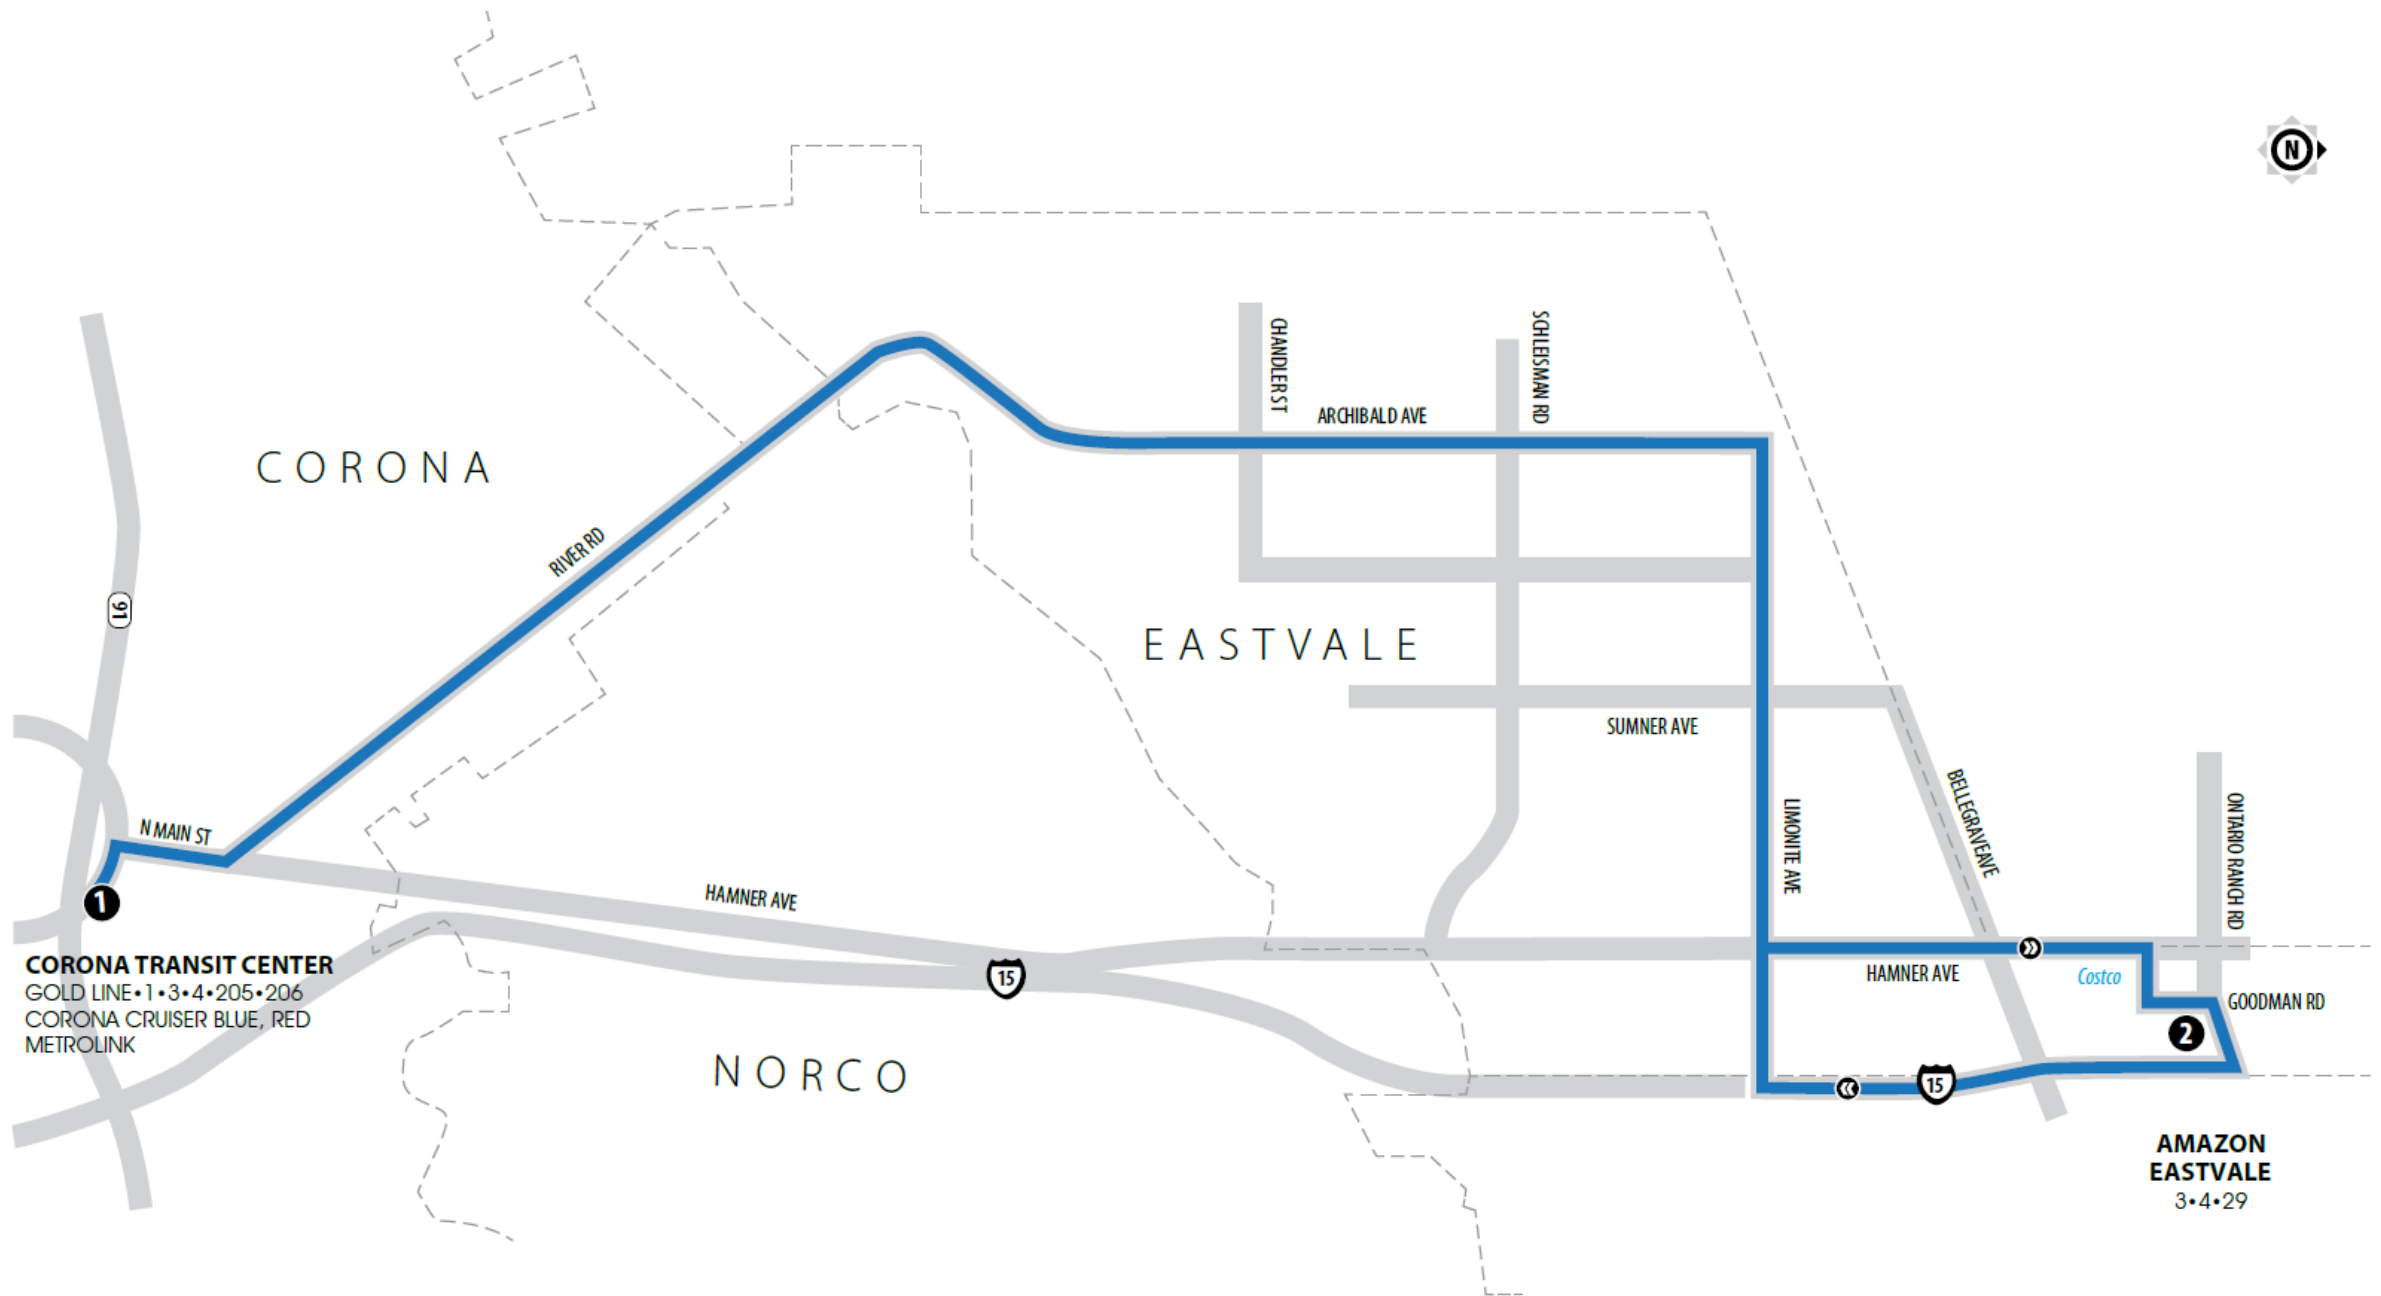 N
CHANDLER ST
SCHLEISMAN RD
ARCHIBALD AVE
CORONA
RIVER RD
91
EASTVALE
SUMNER AVE
BELLEGRAVEAVE
LIMONITE AVE
ONTARIO RANCH RD
N MAIN ST
HAMNER AVE
1
CORONA TRANSIT CENTER
GOLD LINE•1•3•4•205•206
CORONA CRUISER BLUE, RED
METROLINK
15
HAMNER AVE
Costco
GOODMAN RD
2
NORCO
15
AMAZON
EASTVALE
3•4•29